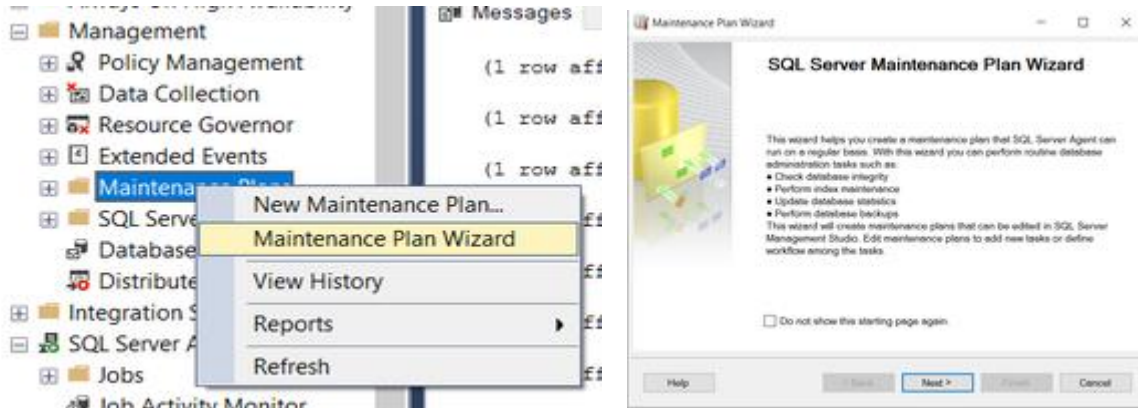 Management
Policy Management
Data Collection
Resource Governor
Extended Events
Maintenance Plans
SQL Serve
Database
Distribute
Integration S
SQL Server A
Jobs
Job Activity Monitor
New Maintenance Plan...
Maintenance Plan Wizard
View History
Reports
Refresh
Messages
(1 row aff
(1 row aff
(1 row aff
ff
ff
ff
ff
Maintenance Plan Wizard
SQL Server Maintenance Plan Wizard
This wizard helps you create a maintenance plan that SQL Server Agent can
run on a regular basis. With this wizard you can perform routine database
administration tasks such as:
• Check database integrity
• Perform index maintenance
• Update database statistics
• Perform database backups
This wizard will create maintenance plans that can be edited in SQL Server
Management Studio. Edit maintenance plans to add new tasks or define
workflow among the tasks.
Do not show this starting page again.
Help
Next >
Cancel